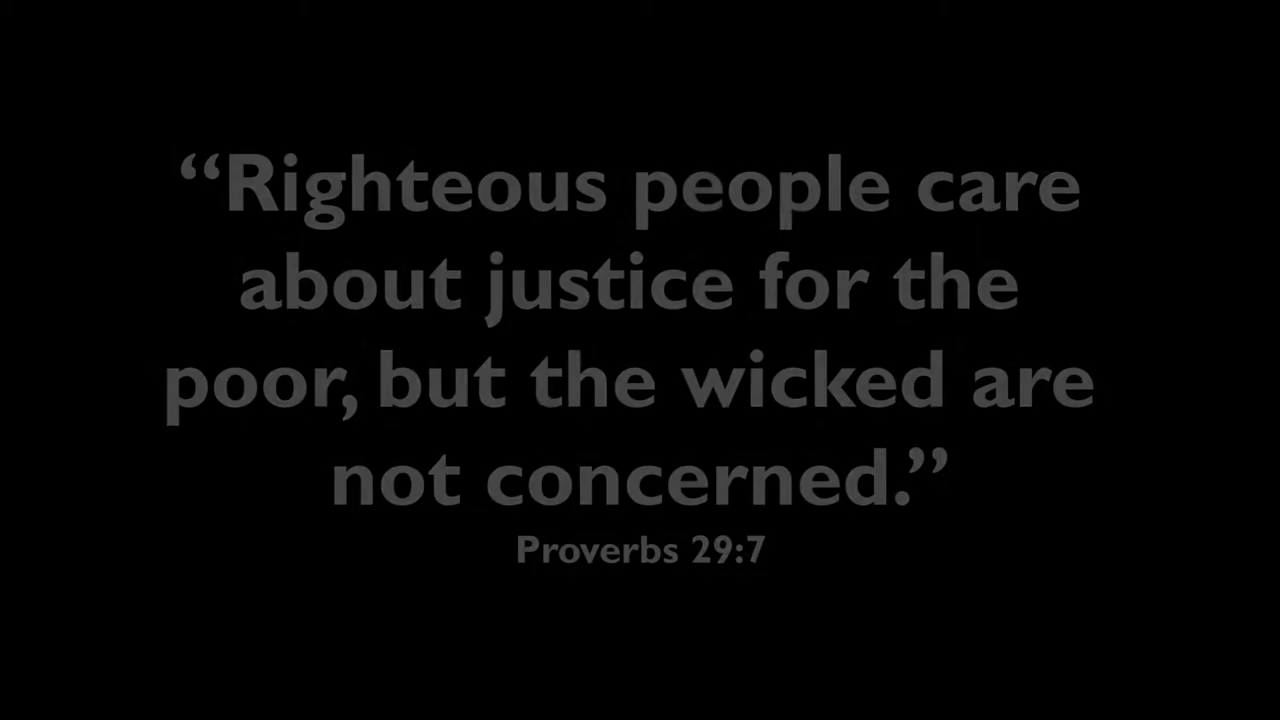 “Righteous people care
about justice for the
poor, but the wicked are
not concerned.”
Proverbs 29:7